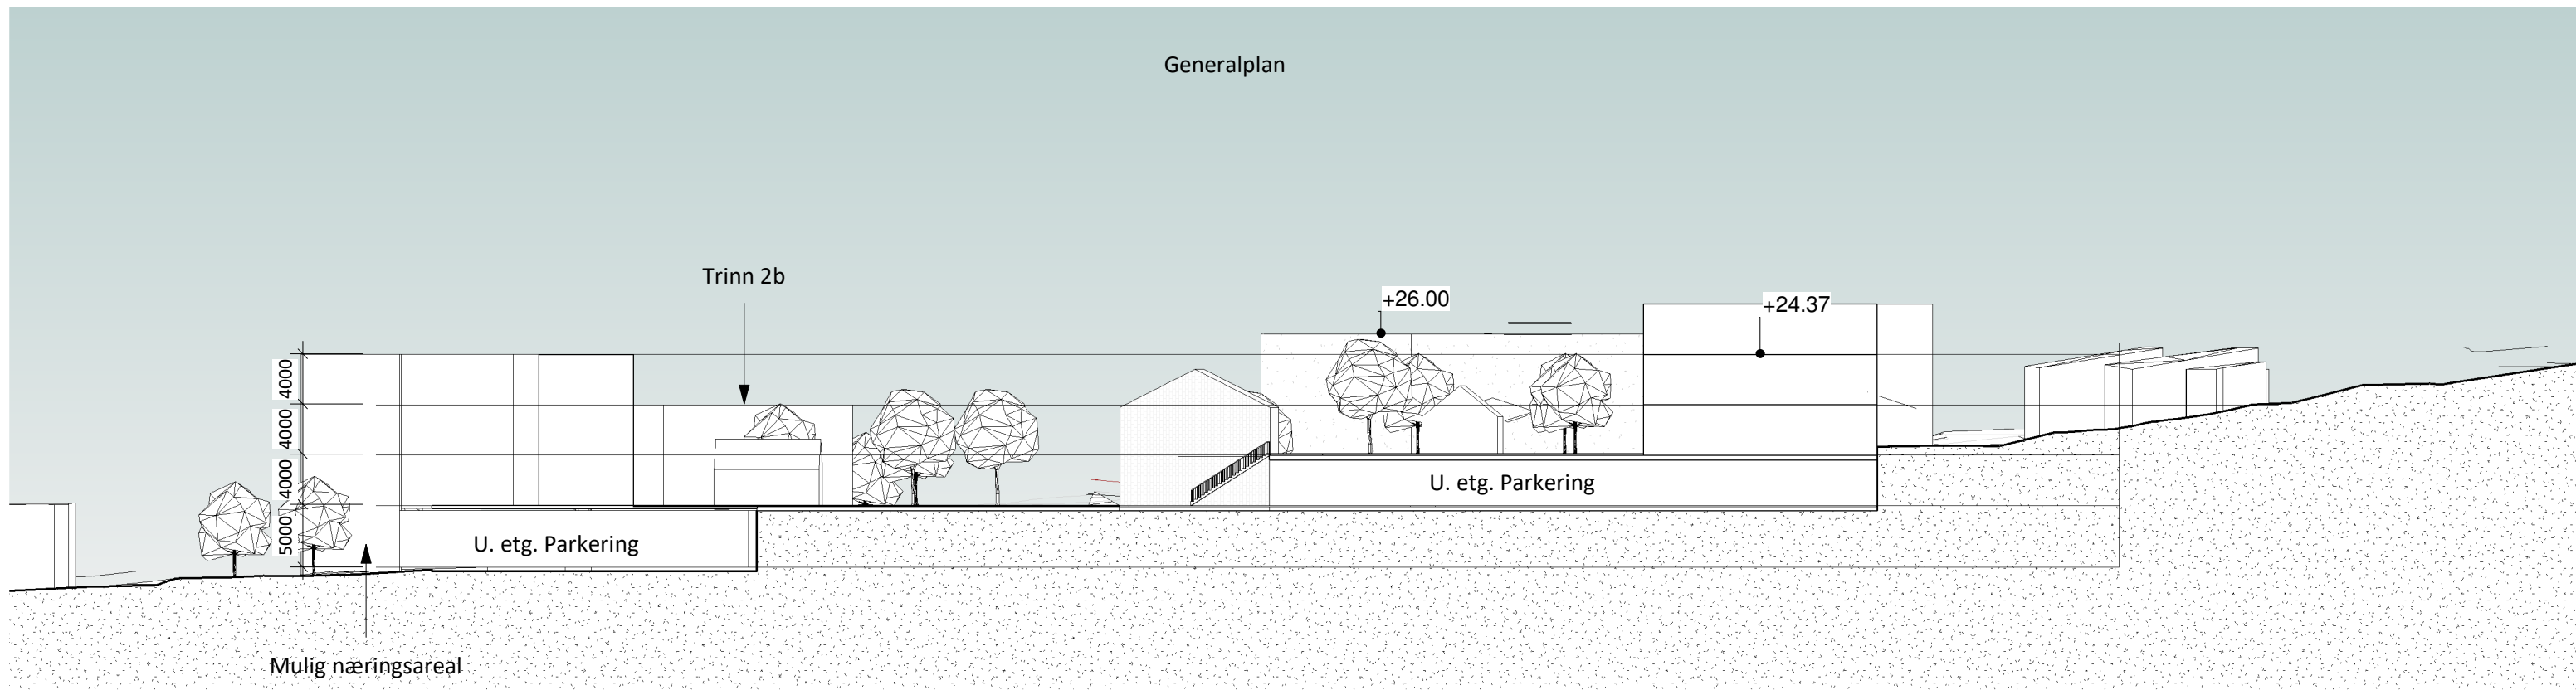 Generalplan
Trinn 2b
+26.00
+24.37
4000
4000
4000
5000
U. etg. Parkering
U. etg. Parkering
Mulig næringsareal